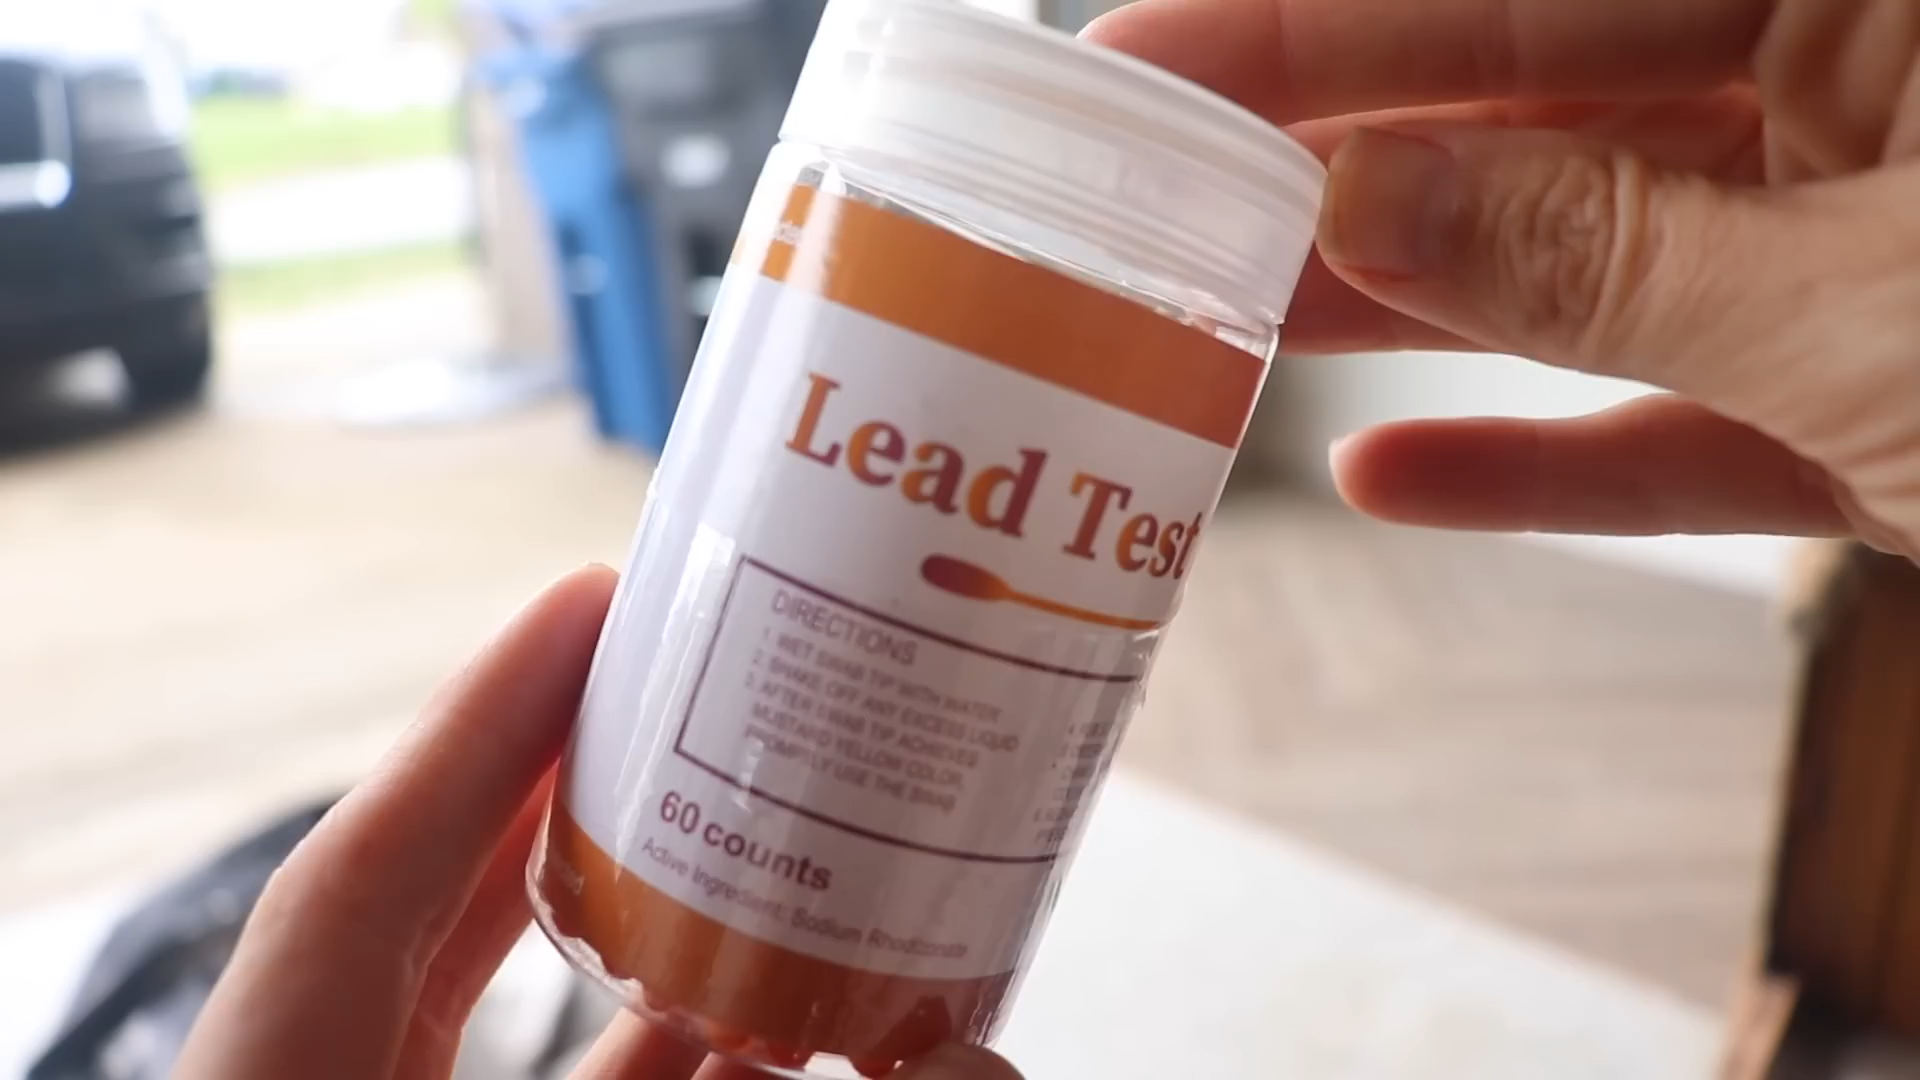 Lead Test
DIRECTIONS
1. WET SWAB TIP WITH WATER
2. SHAKE OFF ANY EXCESS LIQUID
3. AFTER SWAB TIP ACHIEVES
MUSTARD YELLOW COLOR,
PROMPTLY USE THE SWAB
60 counts
Active Ingredient: Sodium Rhodizonate